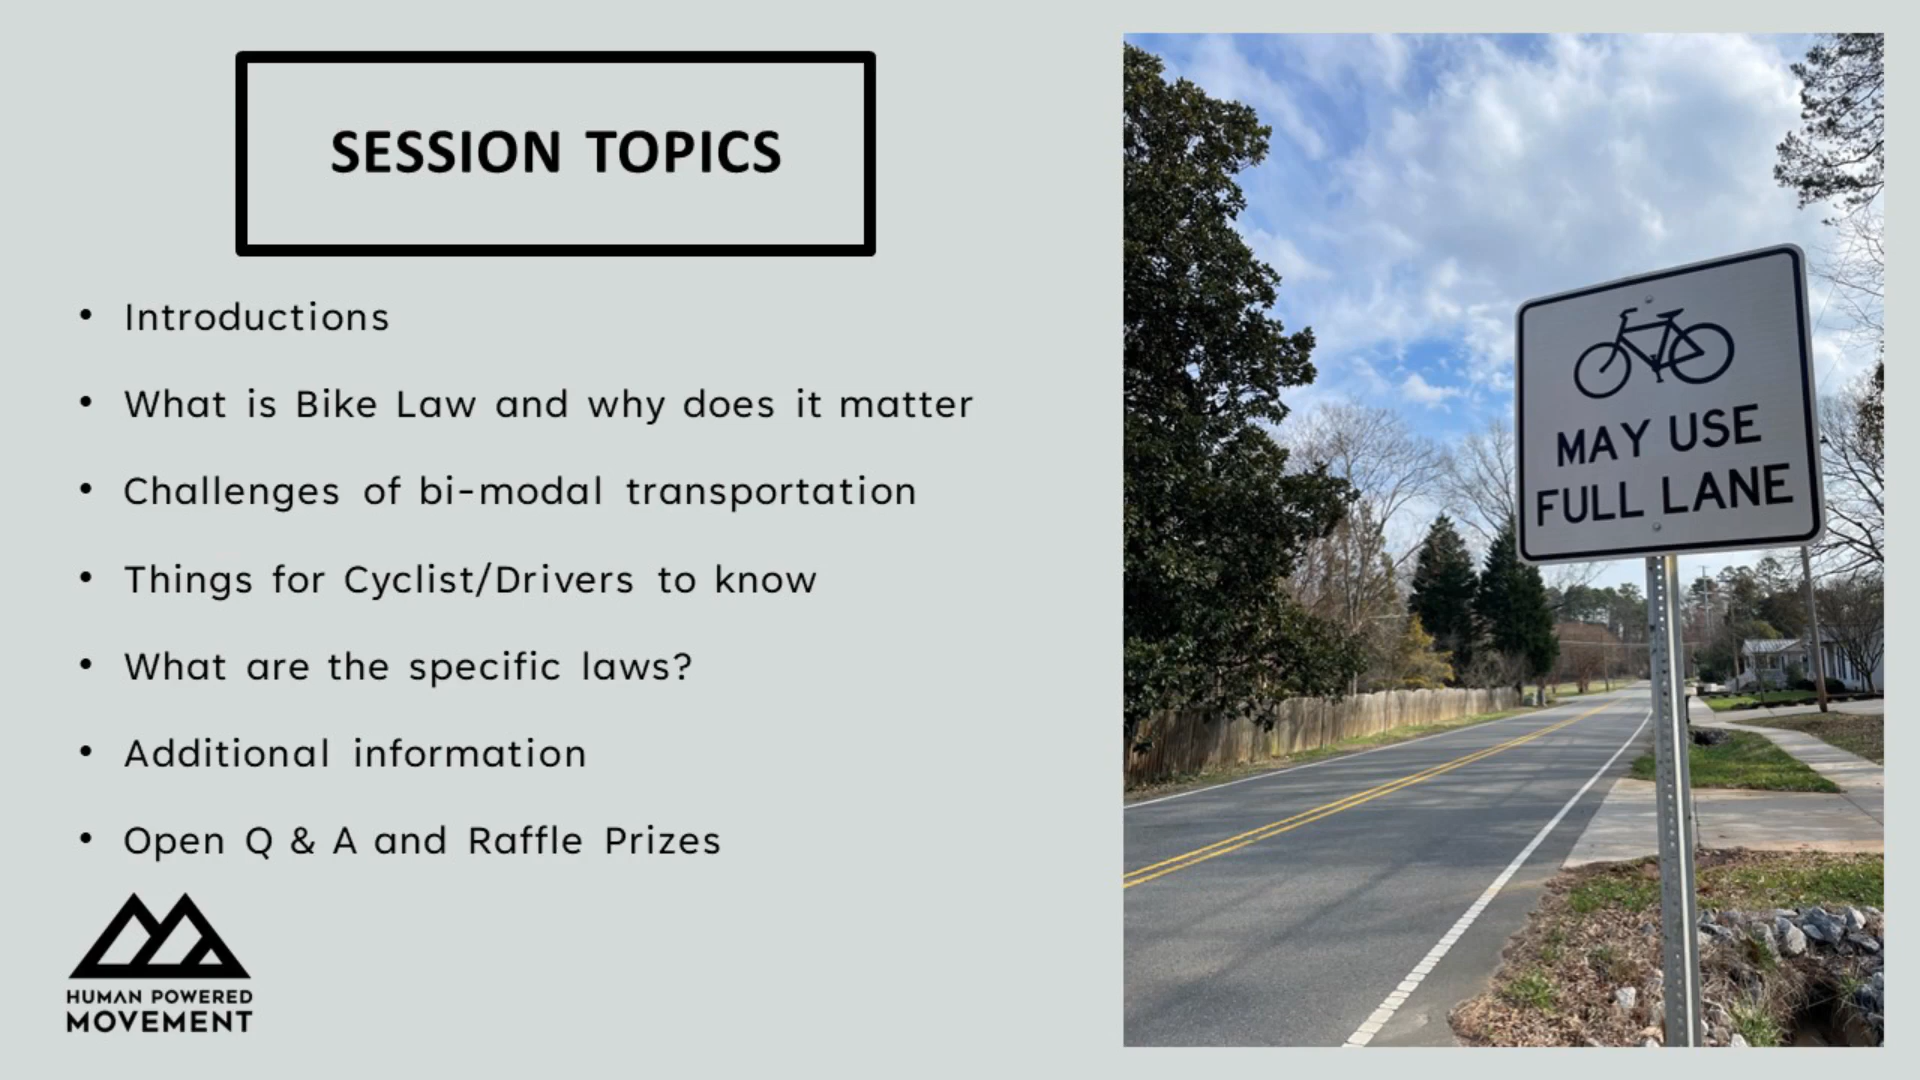 SESSION TOPICS
• Introductions
• What is Bike Law and why does it matter
• Challenges of bi-modal transportation
• Things for Cyclist/Drivers to know
• What are the specific laws?
• Additional information
• Open Q & A and Raffle Prizes
HUMAN POWERED
MOVEMENT
MAY USE
FULL LANE